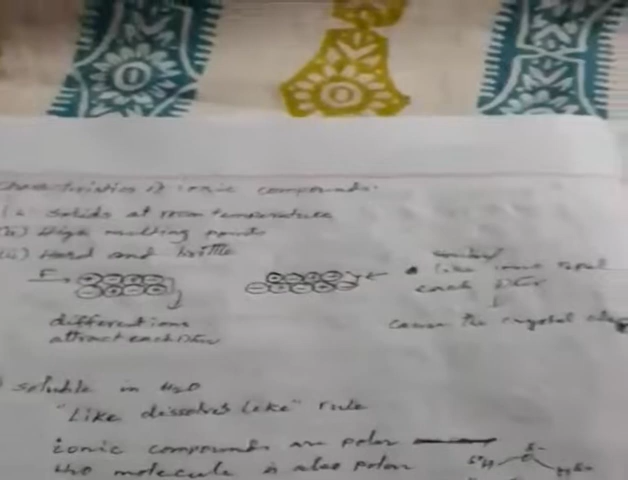 Characteristics of ionic compounds.
solids at room temperature
High melting points
Hard and brittle
F
like ions repel
each other
different ions
attract each other
cause the crystal
soluble in H2O
"Like dissolves Like" rule
ionic compounds are polar
H2O molecule is also polar